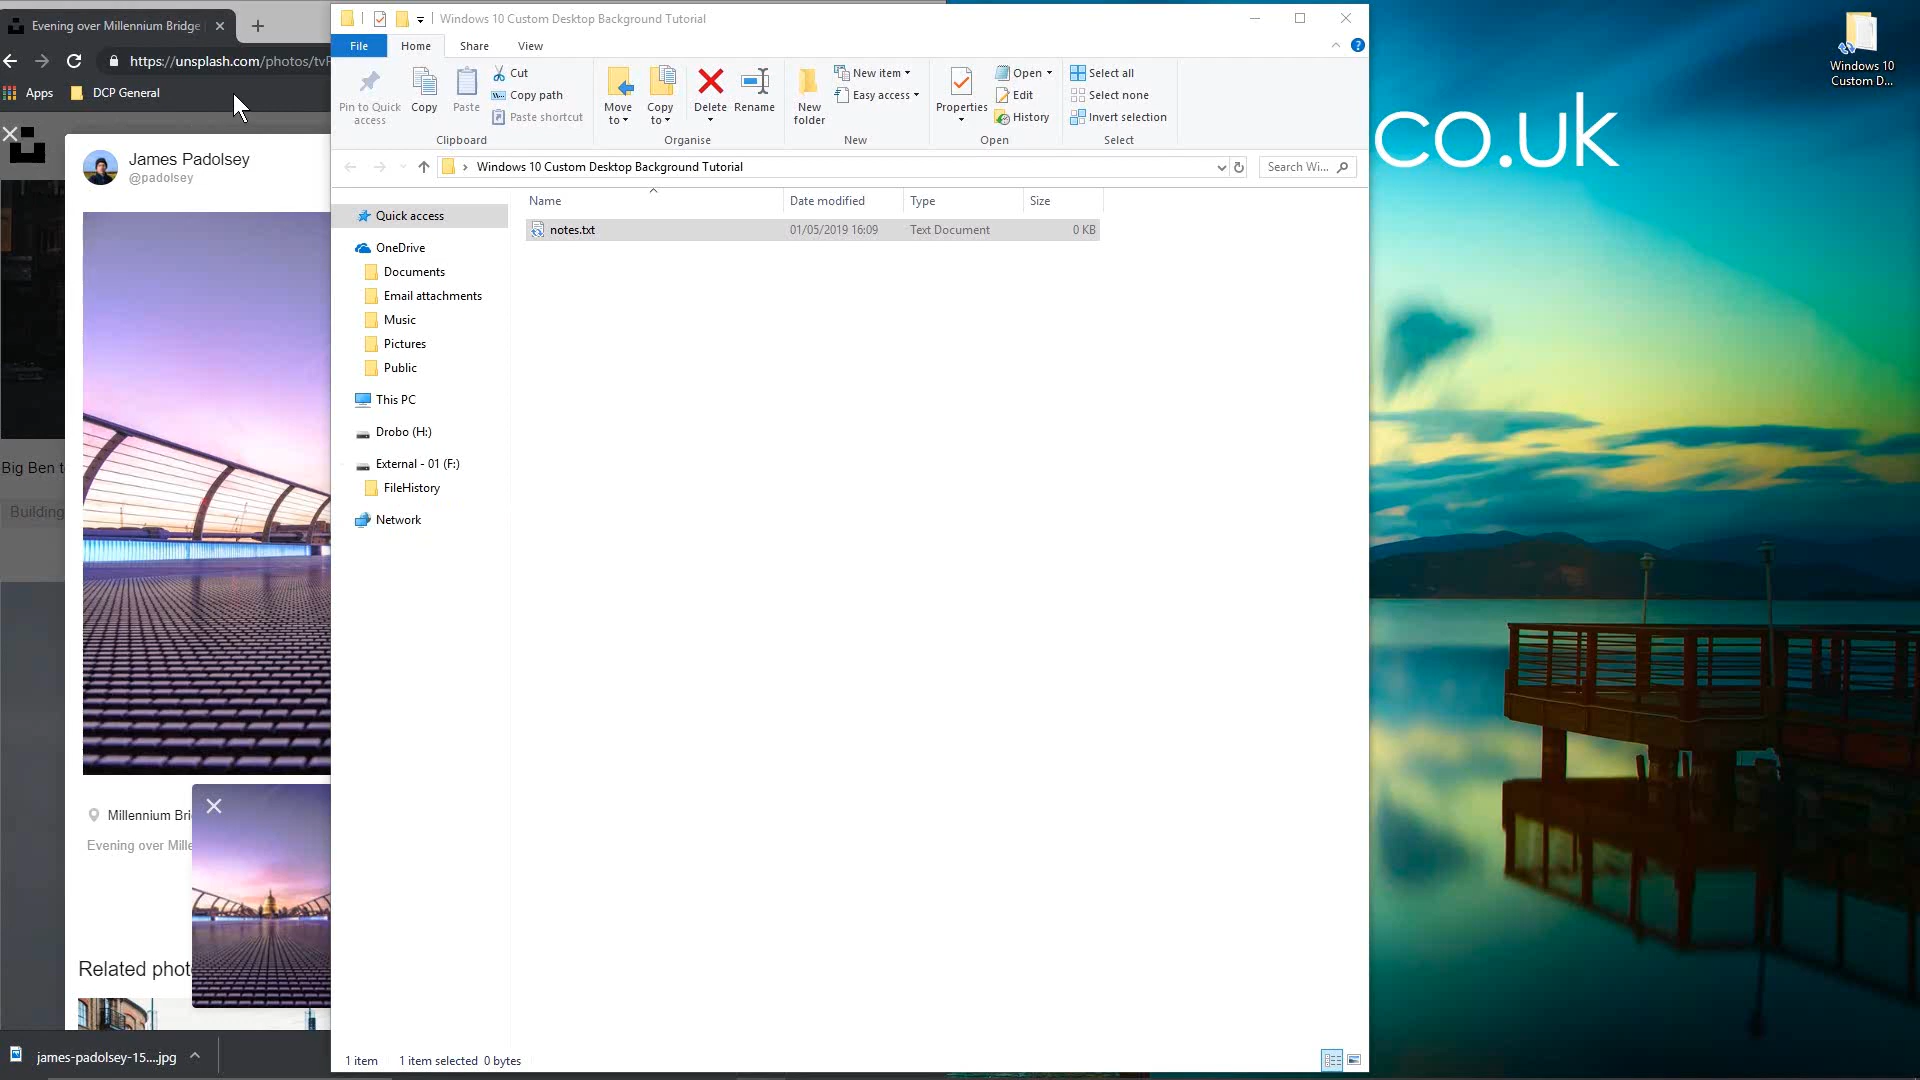 Evening over Millennium Bridge
https://unsplash.com/photos/tvF
Apps
DCP General
James Padolsey
@padolsey
Big Ben t
Building
Millennium Bri
Evening over Mille
Related phot
james-padolsey-15....jpg
Windows 10 Custom Desktop Background Tutorial
File
Home
Share
View
Pin to Quick access
Copy
Paste
Cut
Copy path
Paste shortcut
Clipboard
Move to
Copy to
Delete
Rename
Organise
New folder
New item
Easy access
New
Properties
Open
Edit
History
Open
Select all
Select none
Invert selection
Select
Windows 10 Custom Desktop Background Tutorial
Search Wi...
Name
Date modified
Type
Size
notes.txt
01/05/2019 16:09
Text Document
0 KB
Quick access
OneDrive
Documents
Email attachments
Music
Pictures
Public
This PC
Drobo (H:)
External - 01 (F:)
FileHistory
Network
1 item
1 item selected 0 bytes
co.uk
Windows 10
Custom D...